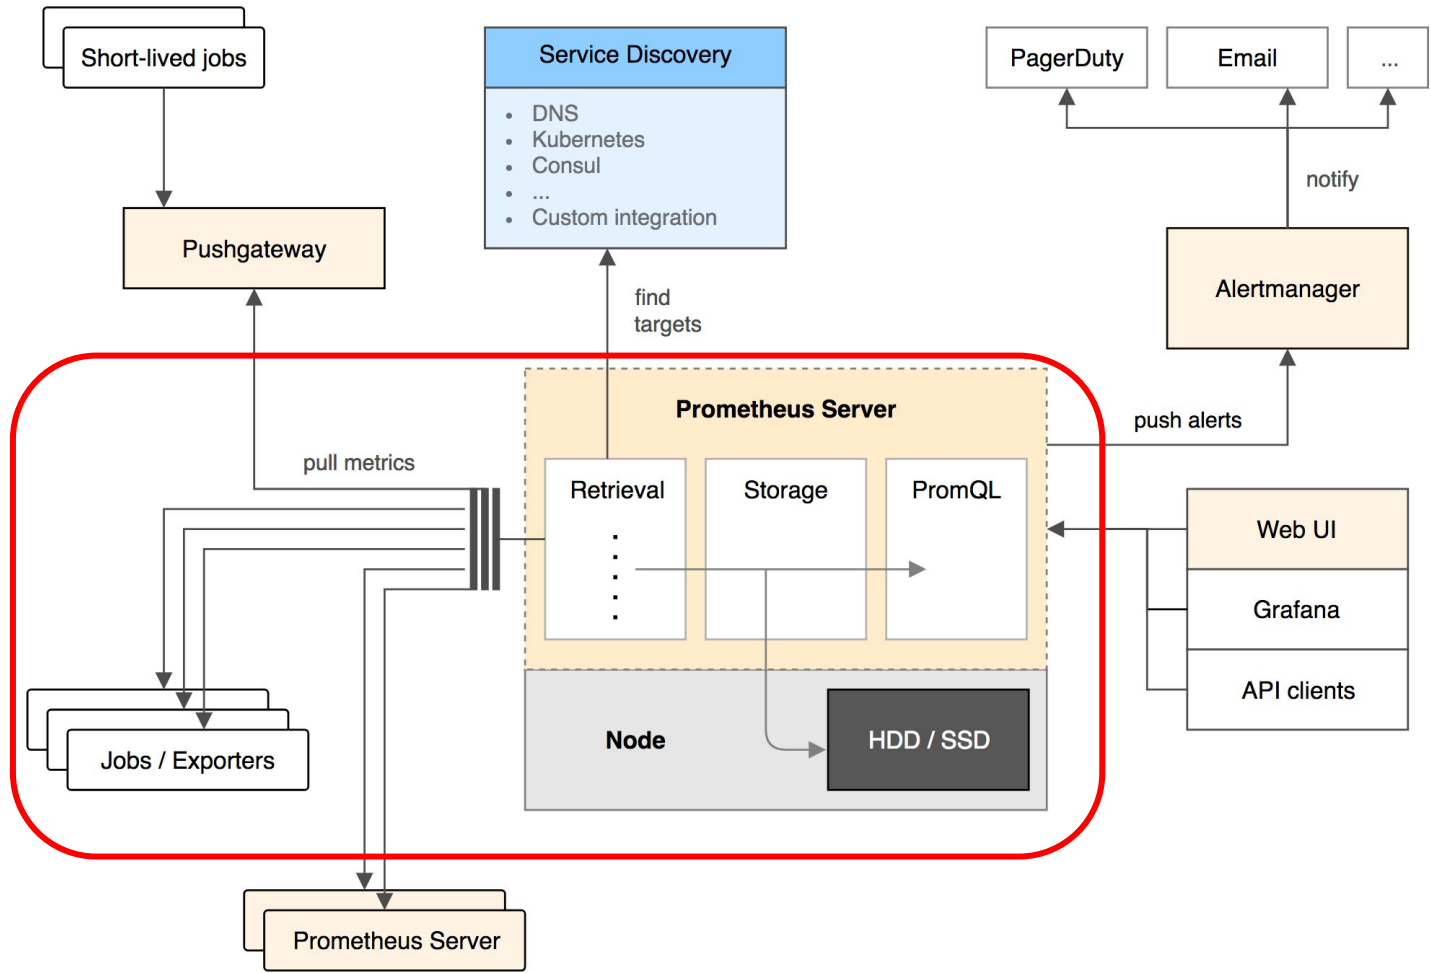 Short-lived jobs
Service Discovery
• DNS
• Kubernetes
• Consul
• ...
• Custom integration
PagerDuty
Email
...
notify
Pushgateway
Alertmanager
find
targets
Prometheus Server
push alerts
pull metrics
Retrieval
Storage
PromQL
Web UI
Grafana
API clients
Node
HDD / SSD
Jobs / Exporters
Prometheus Server